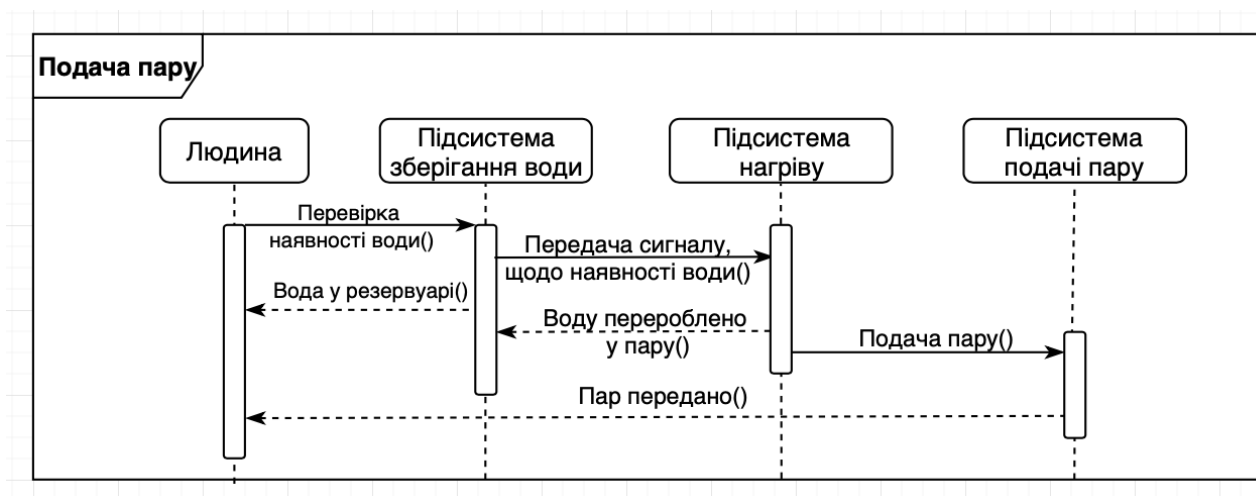 Подача пару
Людина
Підсистема
зберігання води
Підсистема
нагріву
Підсистема
подачі пару
Перевірка
наявності води()
Передача сигналу,
щодо наявності води()
Вода у резервуарі()
Воду перероблено
у пару()
Подача пару()
Пар передано()